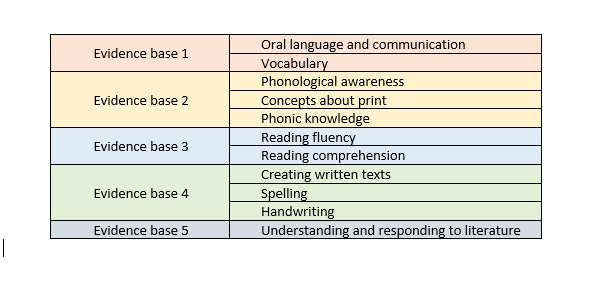 Evidence base 1
Oral language and communication
Vocabulary
Evidence base 2
Phonological awareness
Concepts about print
Phonic knowledge
Evidence base 3
Reading fluency
Reading comprehension
Evidence base 4
Creating written texts
Spelling
Handwriting
Evidence base 5
Understanding and responding to literature